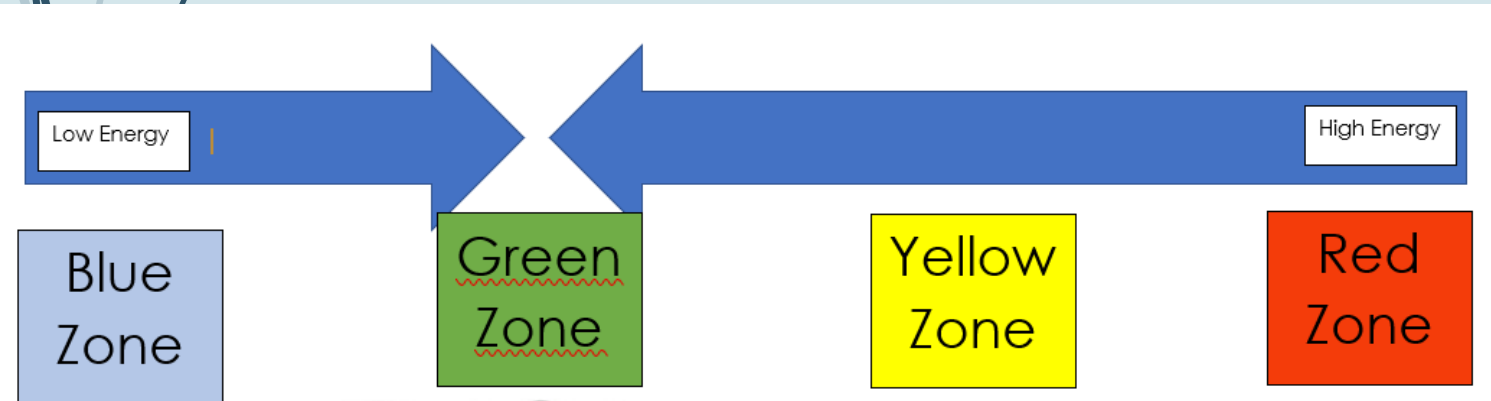 Low Energy
High Energy
Blue
Zone
Green
Zone
Yellow
Zone
Red
Zone